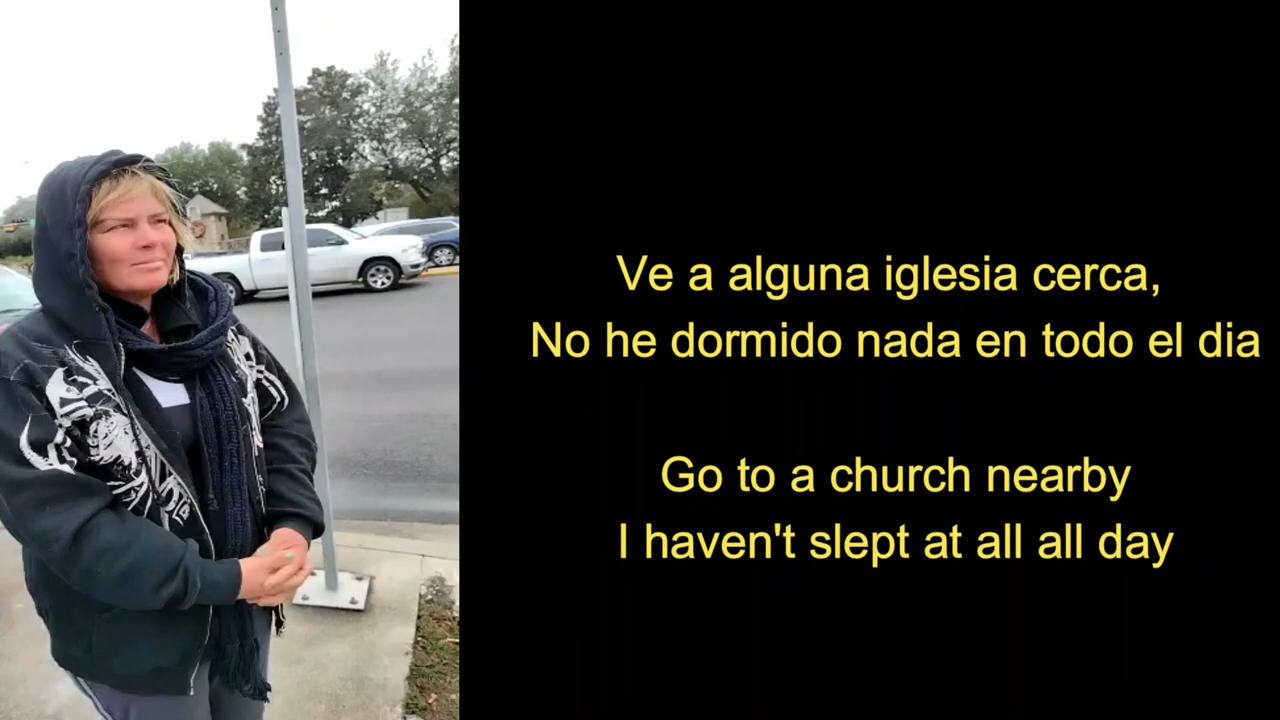 Ve a alguna iglesia cerca,
No he dormido nada en todo el dia
Go to a church nearby
I haven't slept at all all day